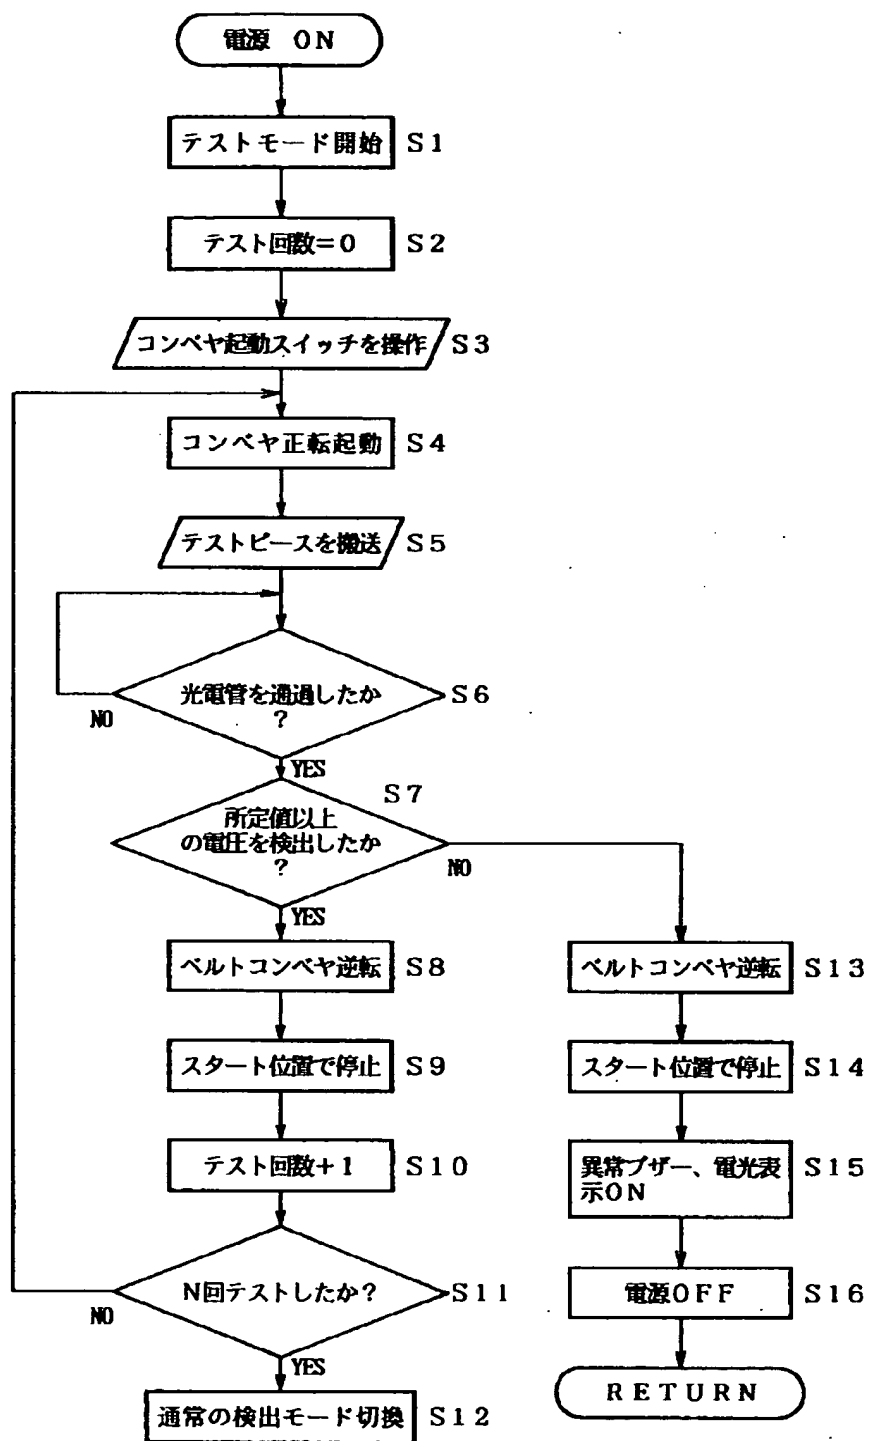 電源 ON
テストモード開始 S1
テスト回数=0 S2
コンベヤ起動スイッチを操作 S3
コンベヤ正転起動 S4
テストピースを搬送 S5
光電管を通過したか
?
S6
NO
YES
S7
所定値以上
の電圧を検出したか
?
NO
YES
ベルトコンベヤ逆転 S8
スタート位置で停止 S9
テスト回数+1 S10
N回テストしたか? S11
NO
YES
通常の検出モード切換 S12
ベルトコンベヤ逆転 S13
スタート位置で停止 S14
異常ブザー、電光表
示ON
S15
電源OFF S16
RETURN